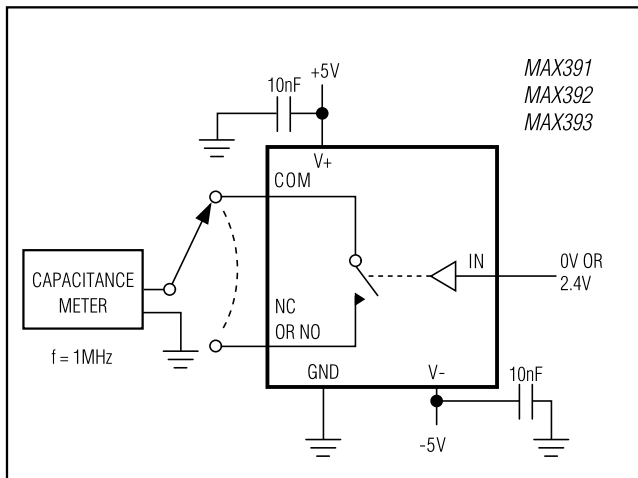 MAX391
MAX392
MAX393
+5V
10nF
V+
COM
CAPACITANCE
METER
f = 1MHz
NC
OR NO
IN
0V OR
2.4V
GND
V-
10nF
-5V